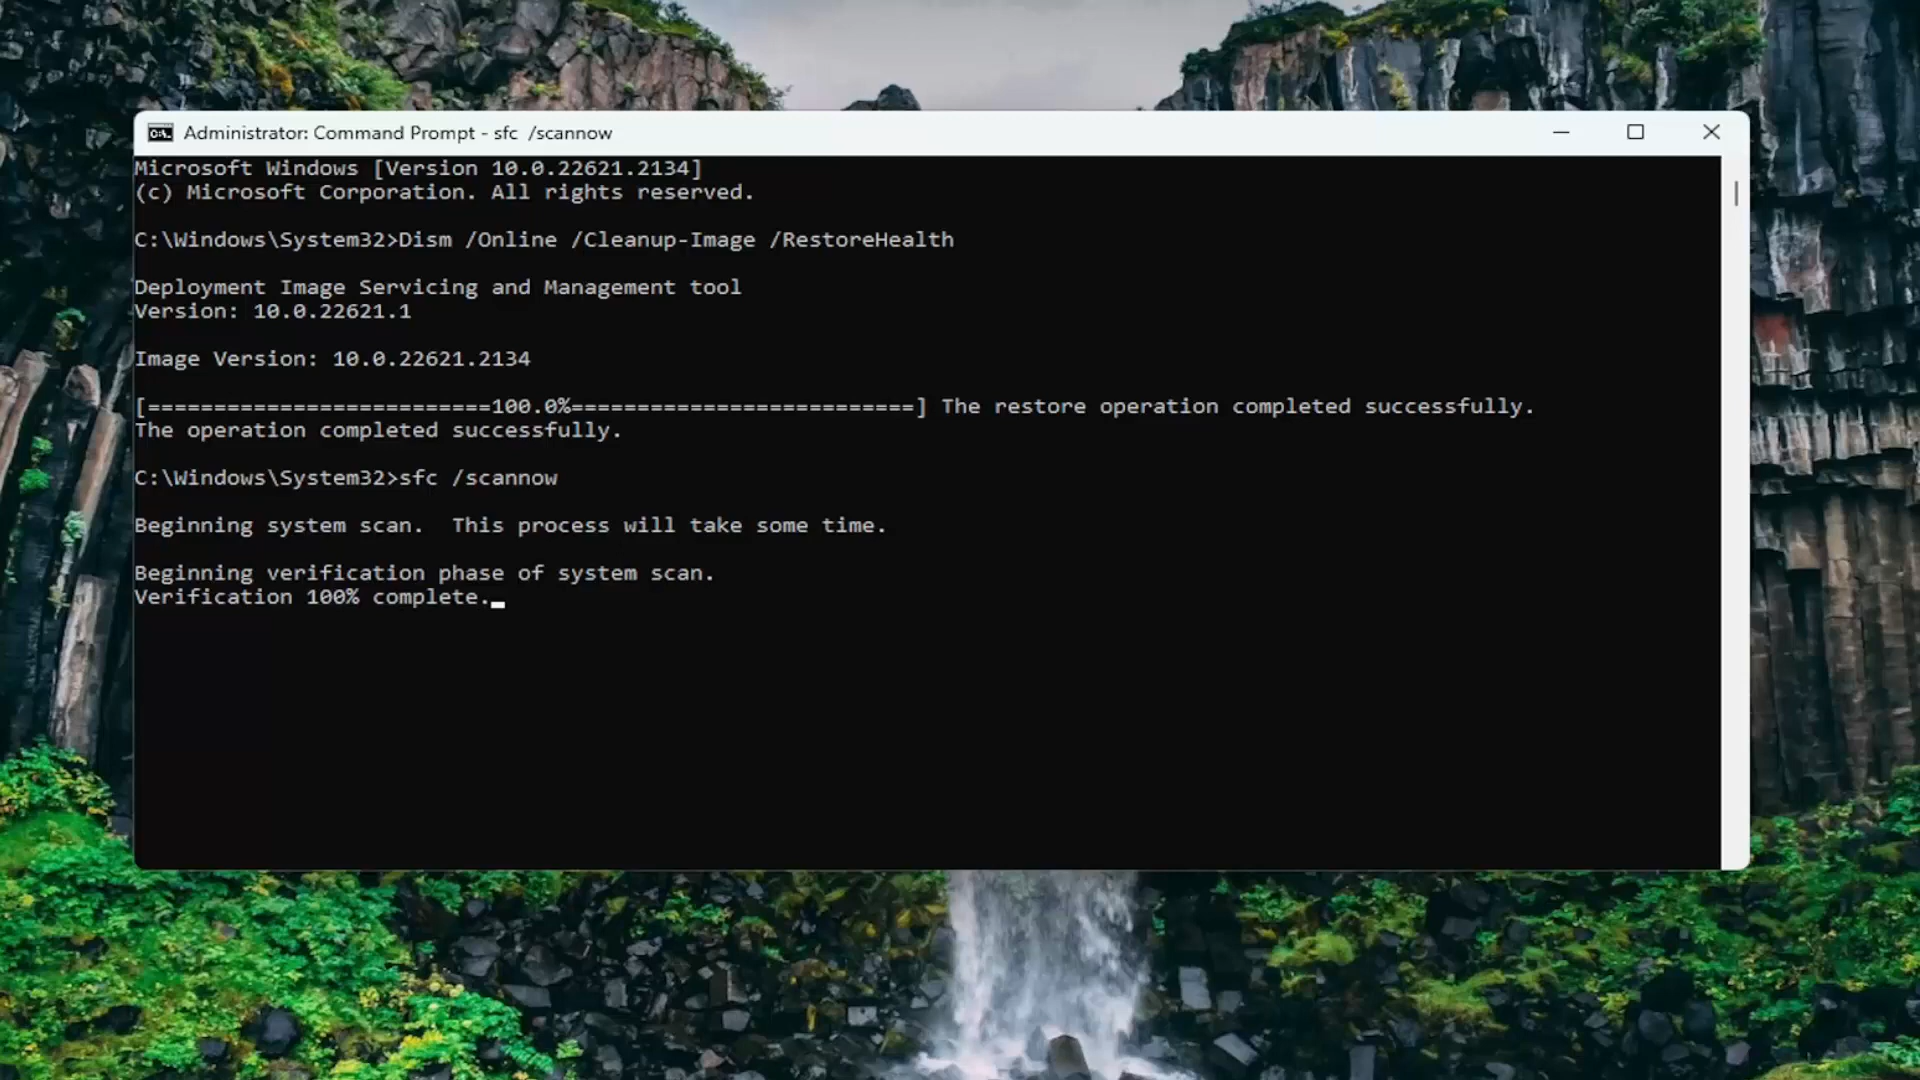 Administrator: Command Prompt - sfc  /scannow
Microsoft Windows [Version 10.0.22621.2134]
(c) Microsoft Corporation. All rights reserved.
C:\Windows\System32>Dism /Online /Cleanup-Image /RestoreHealth
Deployment Image Servicing and Management tool
Version: 10.0.22621.1
Image Version: 10.0.22621.2134
[==========================100.0%==========================] The restore operation completed successfully.
The operation completed successfully.
C:\Windows\System32>sfc /scannow
Beginning system scan.  This process will take some time.
Beginning verification phase of system scan.
Verification 100% complete.